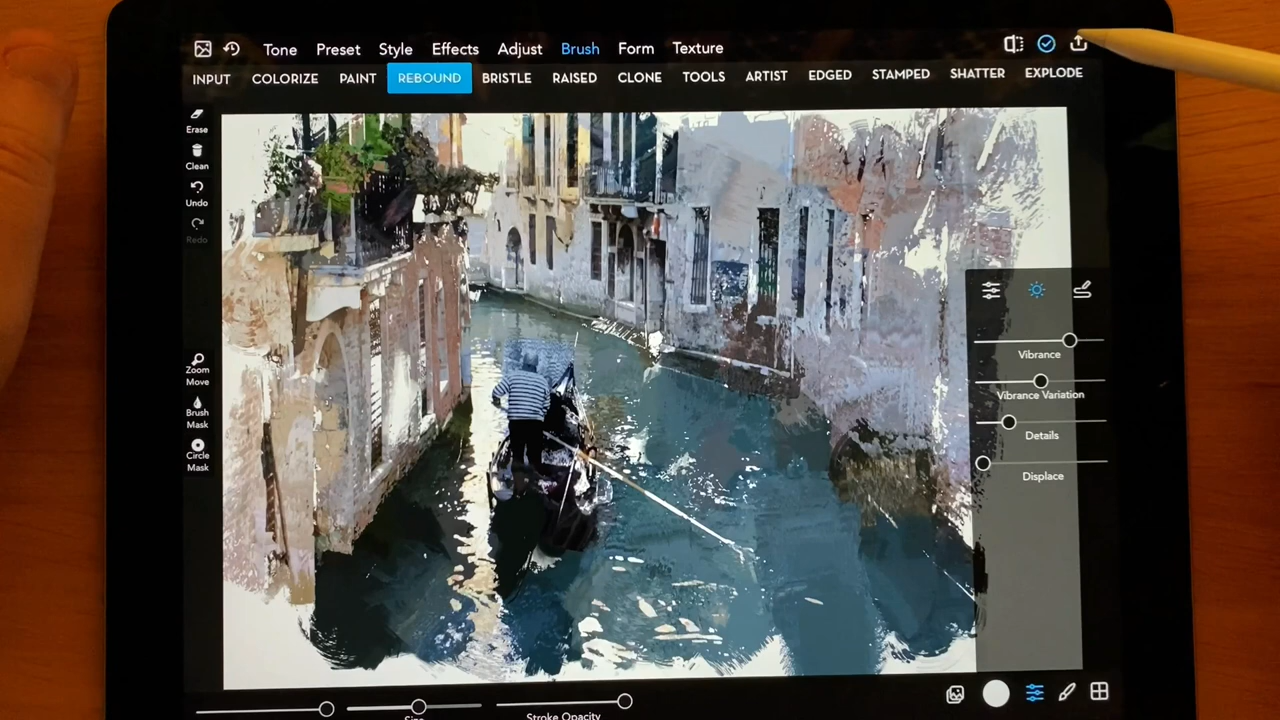 Tone Preset Style Effects Adjust Brush Form Texture
INPUT COLORIZE PAINT REBOUND BRISTLE RAISED CLONE TOOLS ARTIST EDGED STAMPED SHATTER EXPLODE
Erase
Clean
Undo
Redo
Zoom
Move
Brush
Mask
Circle
Mask
Vibrance
Vibrance Variation
Details
Displace
Size
Stroke Opacity